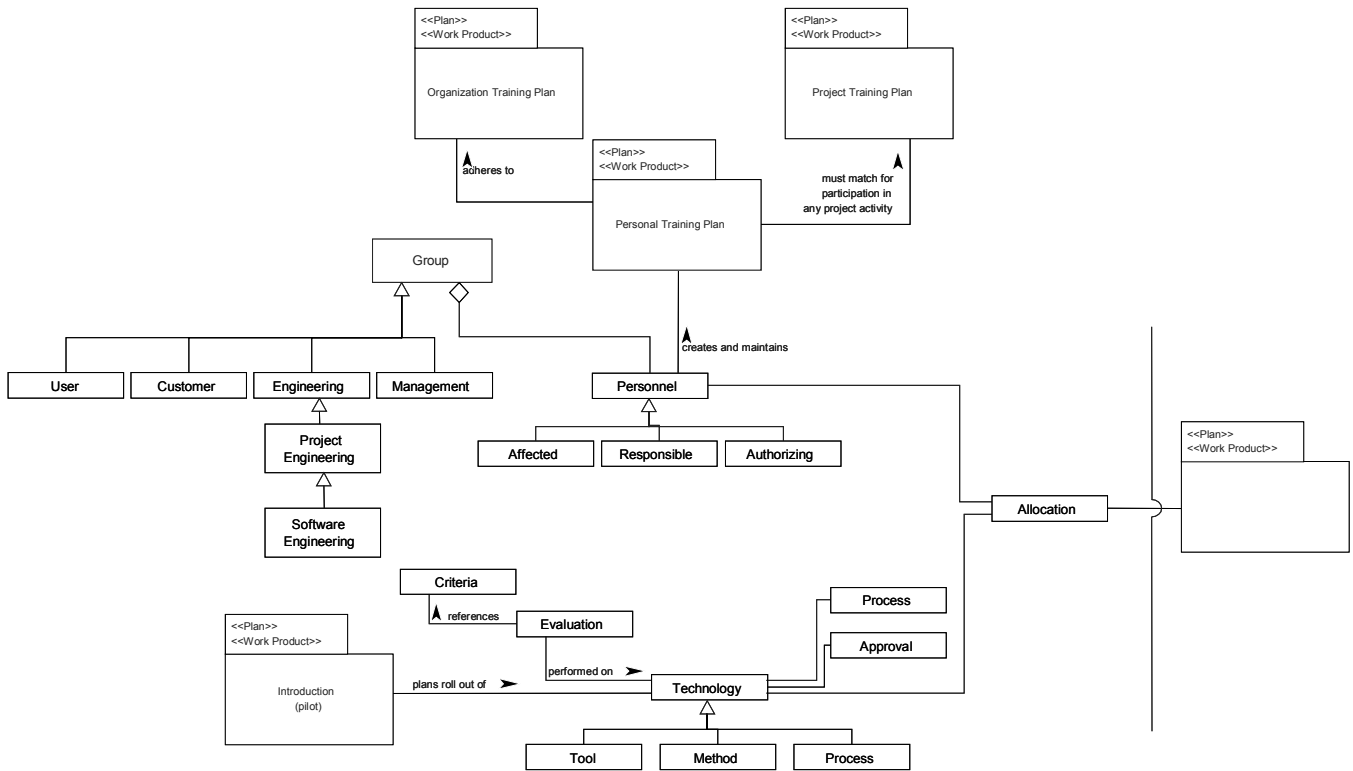 <<Plan>>
<<Work Product>>
Organization Training Plan
<<Plan>>
<<Work Product>>
Project Training Plan
<<Plan>>
<<Work Product>>
Personal Training Plan
adheres to
must match for
participation in
any project activity
Group
creates and maintains
User
Customer
Engineering
Management
Personnel
Project
Engineering
Affected
Responsible
Authorizing
<<Plan>>
<<Work Product>>
Allocation
Software
Engineering
Criteria
references
Evaluation
Process
Approval
<<Plan>>
<<Work Product>>
Introduction
(pilot)
plans roll out of
performed on
Technology
Tool
Method
Process